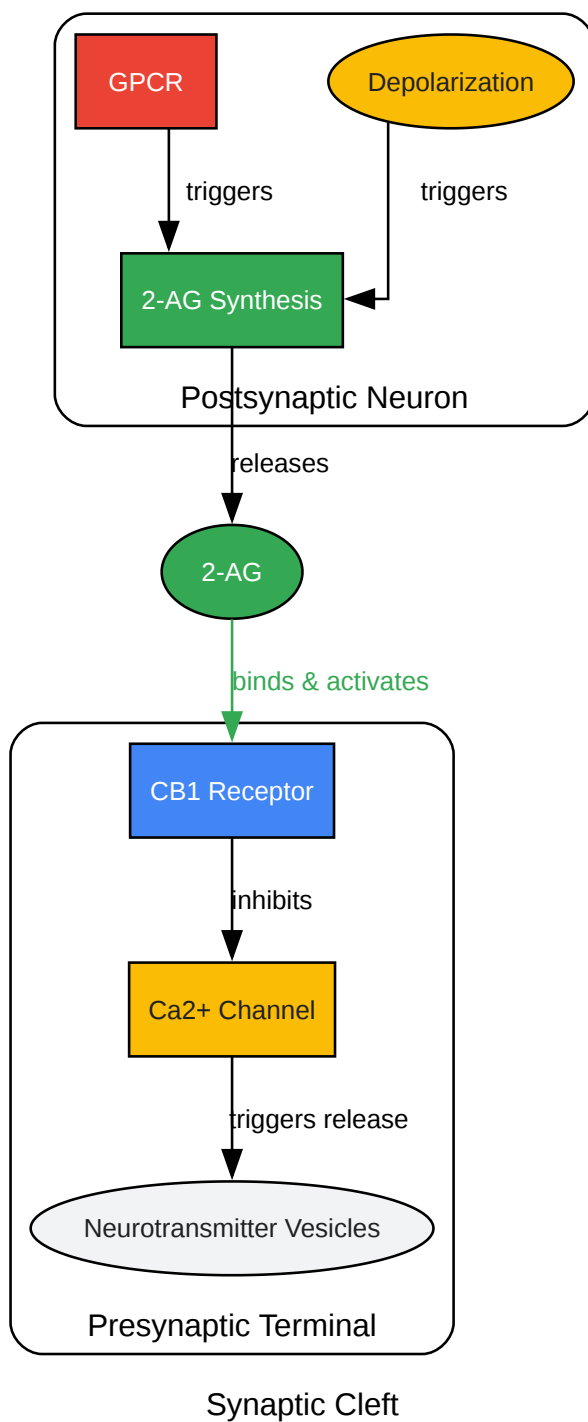 GPCR
Depolarization
triggers
triggers
2-AG Synthesis
Postsynaptic Neuron
releases
2-AG
binds & activates
CB1 Receptor
inhibits
Ca2+ Channel
triggers release
Neurotransmitter Vesicles
Presynaptic Terminal
Synaptic Cleft